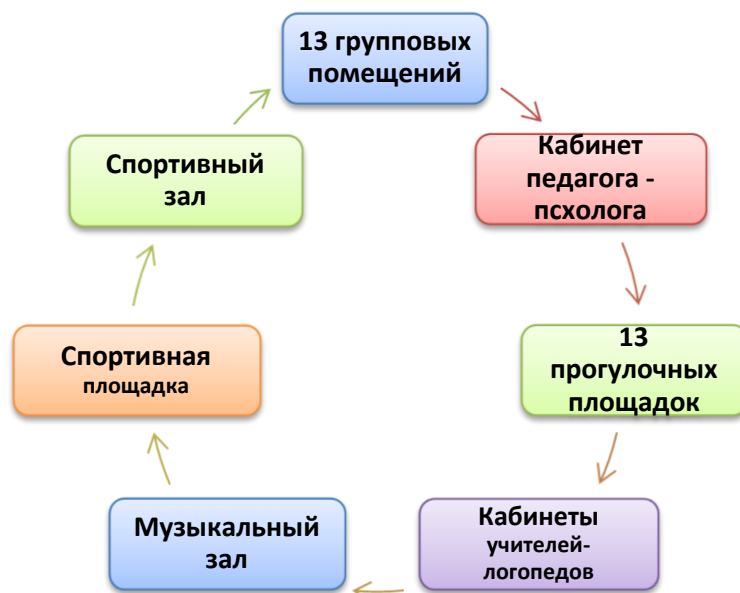 13 групповых
помещений
Кабинет
педагога -
псхолога
13
прогулочных
площадок
Кабинеты
учителей-
логопедов
Музыкальный
зал
Спортивная
площадка
Спортивный
зал